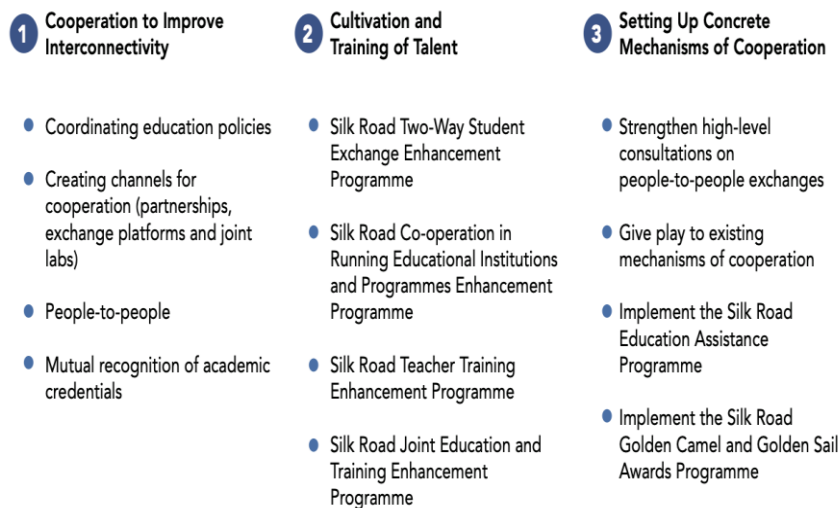 1 Cooperation to Improve
Interconnectivity
Coordinating education policies
Creating channels for
cooperation (partnerships,
exchange platforms and joint
labs)
People-to-people
Mutual recognition of academic
credentials
2 Cultivation and
Training of Talent
Silk Road Two-Way Student
Exchange Enhancement
Programme
Silk Road Co-operation in
Running Educational Institutions
and Programmes Enhancement
Programme
Silk Road Teacher Training
Enhancement Programme
Silk Road Joint Education and
Training Enhancement
Programme
3 Setting Up Concrete
Mechanisms of Cooperation
Strengthen high-level
consultations on
people-to-people exchanges
Give play to existing
mechanisms of cooperation
Implement the Silk Road
Education Assistance
Programme
Implement the Silk Road
Golden Camel and Golden Sail
Awards Programme